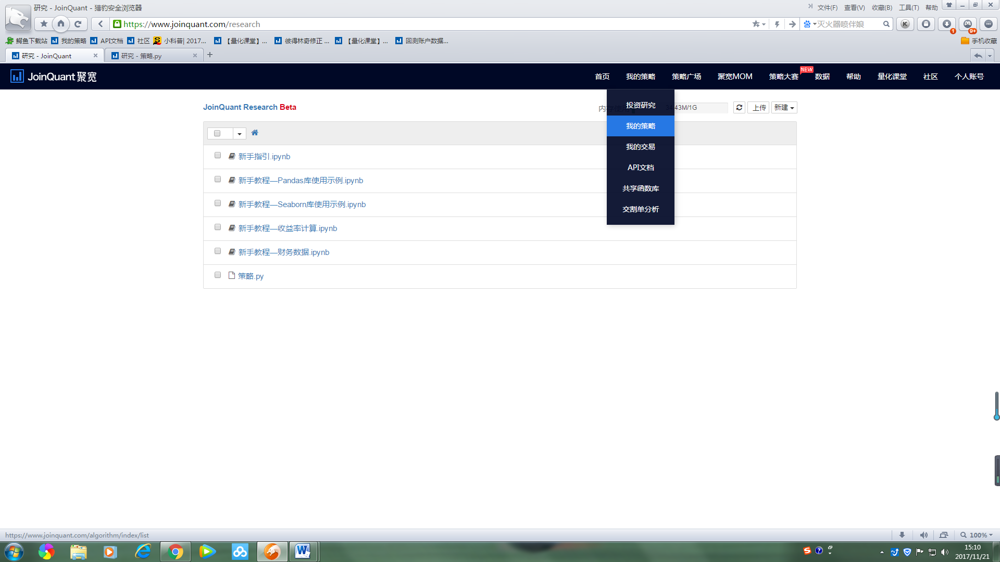 研究 - JoinQuant - 猎豹安全浏览器
文件(F) 查看(V) 收藏(B) 工具(T) 帮助
https://www.joinquant.com/research
灭火器喷伴娘
1
9+
鳄鱼下载站 我的策略 API文档 社区 小科普| 2017... 【量化课堂】... 彼得林奇修正 ... 【量化课堂】... 回测账户数据...
手机收藏
研究 - JoinQuant
研究 - 策略.py
JoinQuant 聚宽
首页 我的策略 策略广场 聚宽MOM 策略大赛 NEW 数据 帮助 量化课堂 社区 个人账号
JoinQuant Research Beta
内存使用 34.43M/1G 上传 新建
投资研究
我的策略
我的交易
API文档
共享函数库
交割单分析
新手指引.ipynb
新手教程—Pandas库使用示例.ipynb
新手教程—Seaborn库使用示例.ipynb
新手教程—收益率计算.ipynb
新手教程—财务数据.ipynb
策略.py
https://www.joinquant.com/algorithm/index/list
100%
15:10
2017/11/21